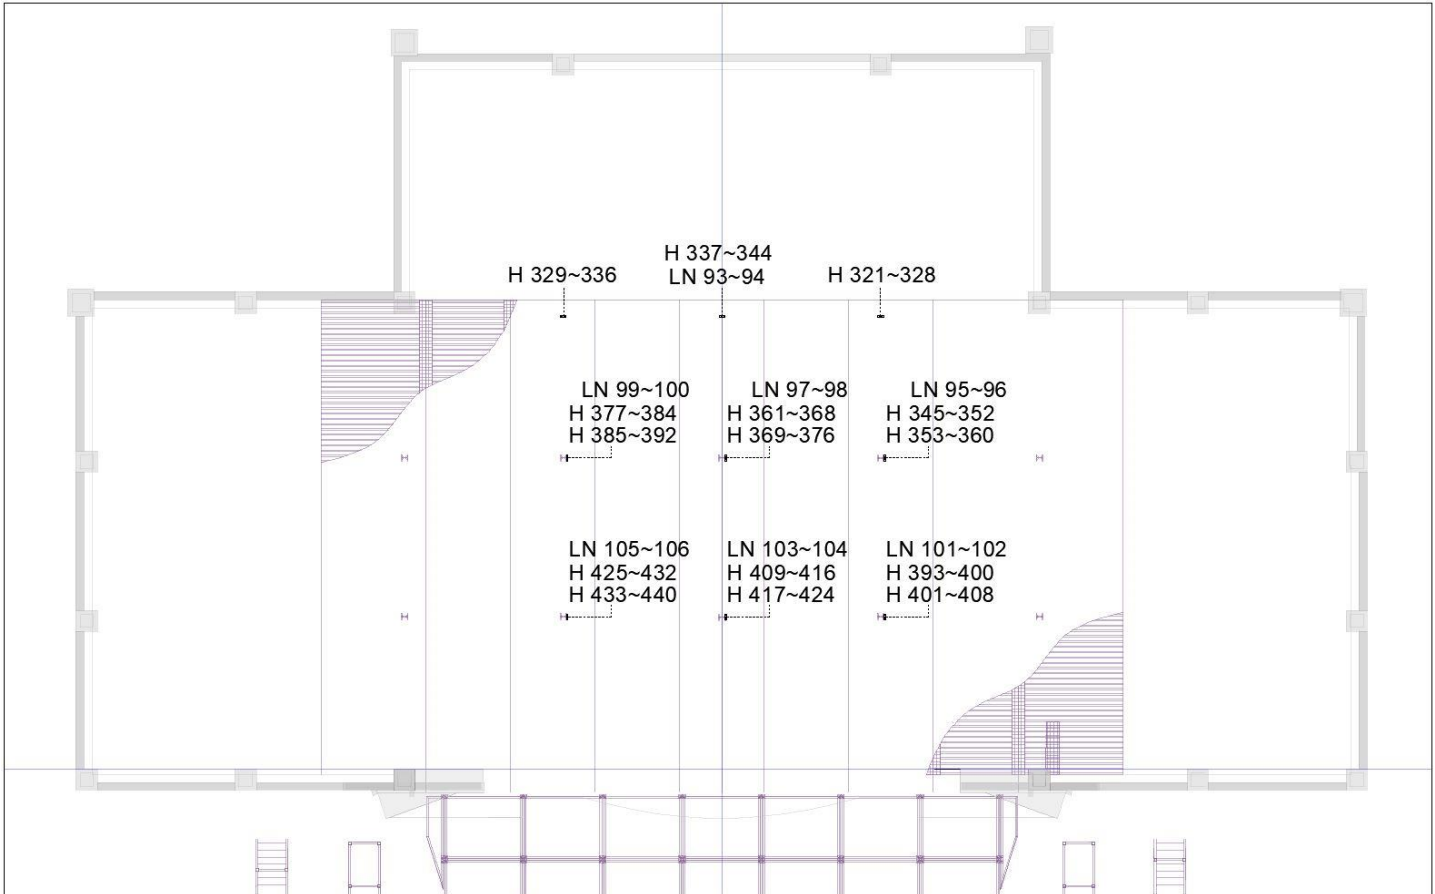 H 337~344
H 329~336
LN 93~94
H 321~328
LN 99~100
H 377~384
H 385~392
LN 97~98
H 361~368
H 369~376
LN 95~96
H 345~352
H 353~360
LN 105~106
H 425~432
H 433~440
LN 103~104
H 409~416
H 417~424
LN 101~102
H 393~400
H 401~408